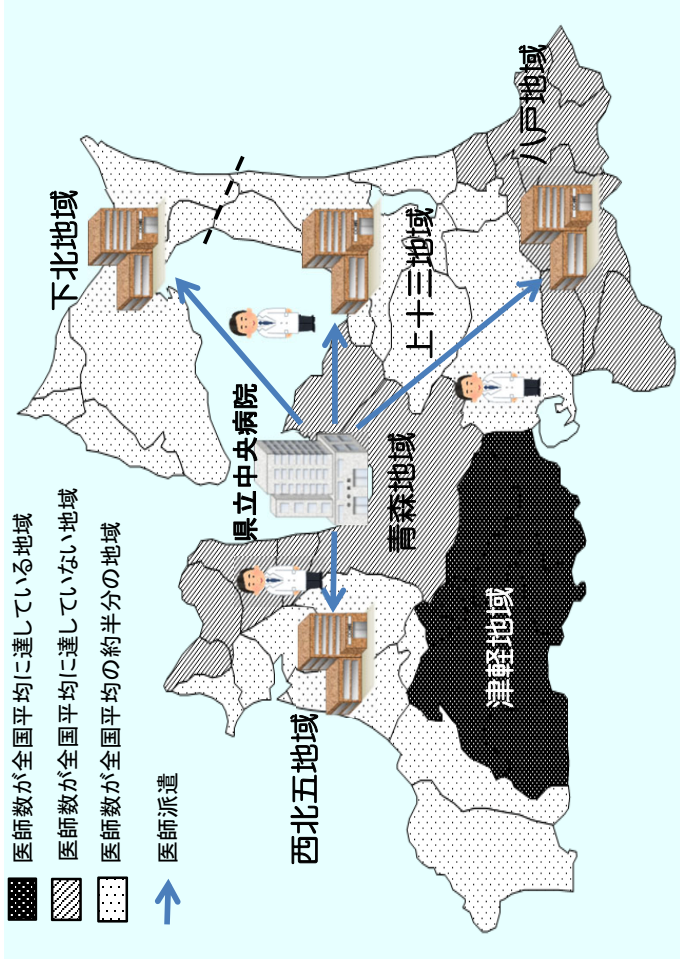 医師数が全国平均に達している地域
医師数が全国平均に達していない地域
医師数が全国平均の約半分の地域
医師派遣
下北地域
県立中央病院
上十三地域
八戸地域
青森地域
西北五地域
津軽地域